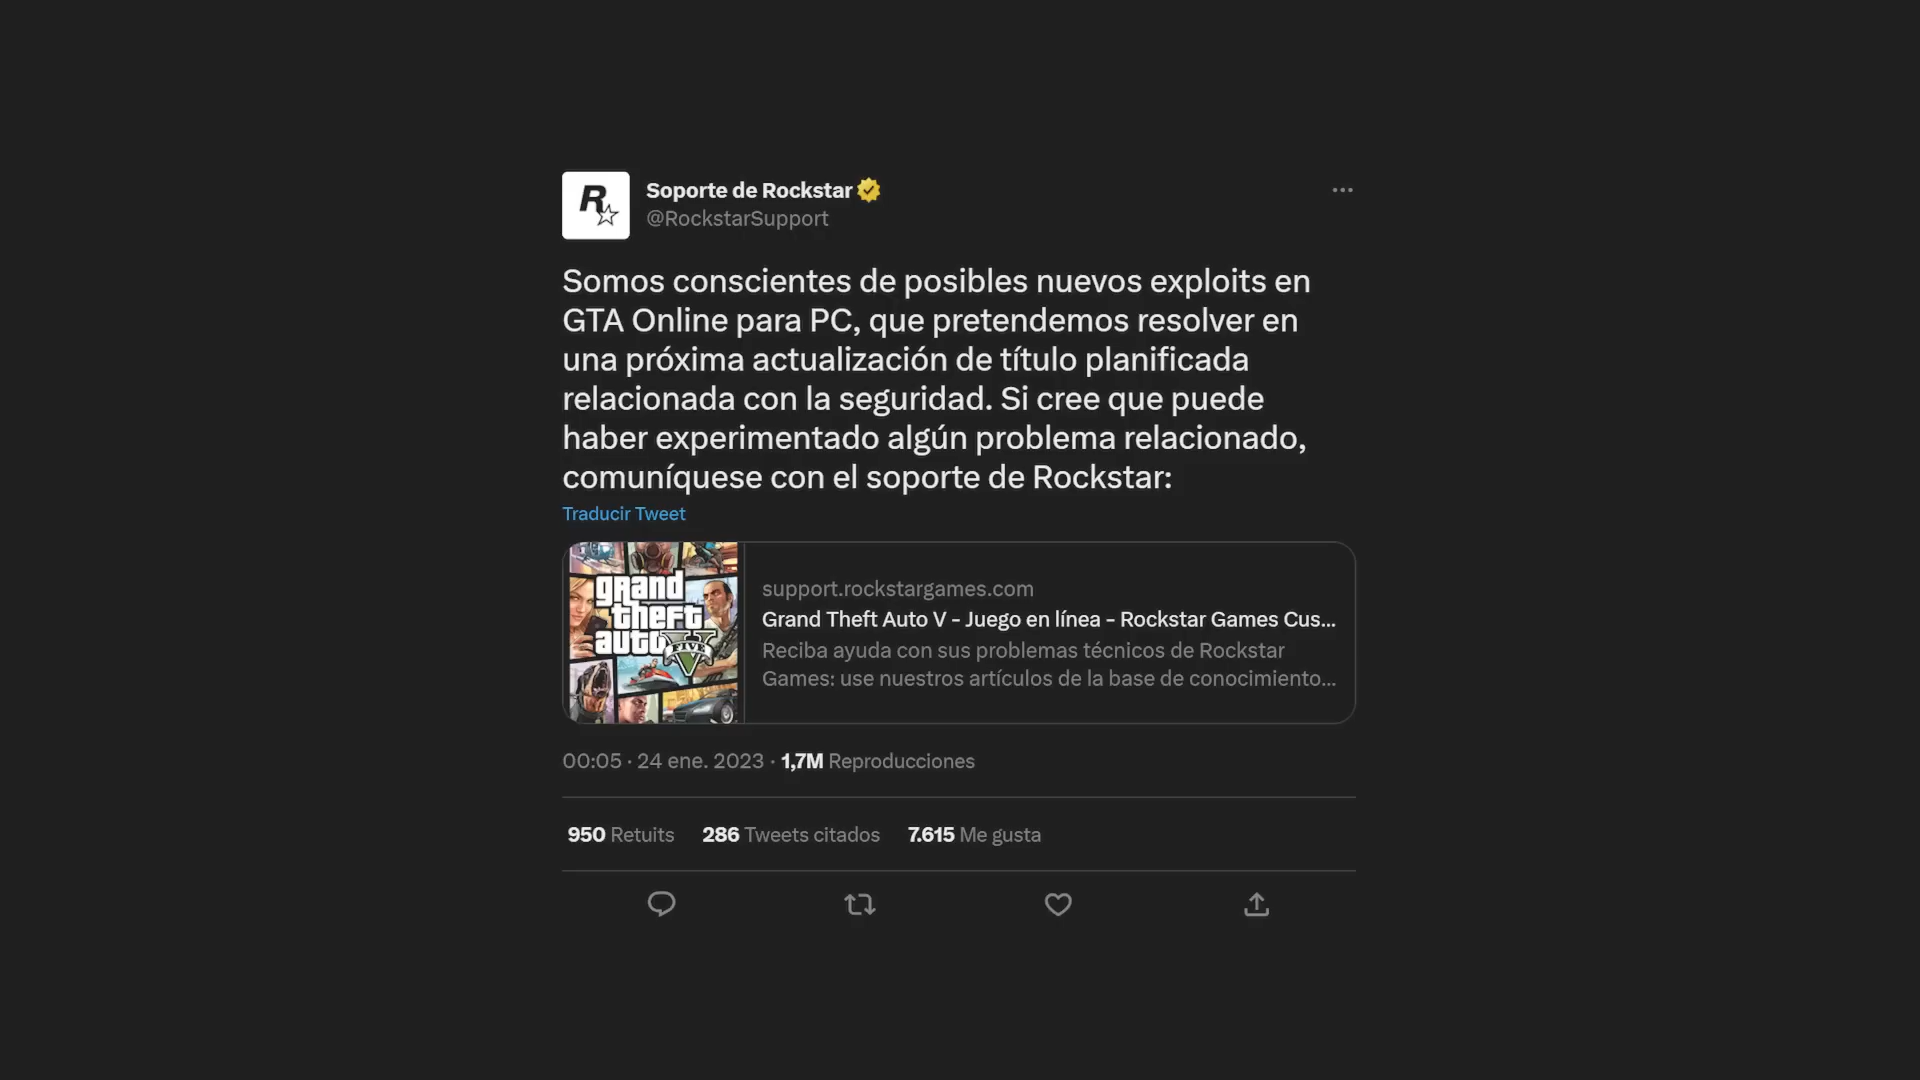 R
Soporte de Rockstar
@RockstarSupport
Somos conscientes de posibles nuevos exploits en
GTA Online para PC, que pretendemos resolver en
una próxima actualización de título planificada
relacionada con la seguridad. Si cree que puede
haber experimentado algún problema relacionado,
comuníquese con el soporte de Rockstar:
Traducir Tweet
grand
theft
auto
FIVE
V
support.rockstargames.com
Grand Theft Auto V - Juego en línea - Rockstar Games Cus...
Reciba ayuda con sus problemas técnicos de Rockstar
Games: use nuestros artículos de la base de conocimiento...
00:05 · 24 ene. 2023 · 1,7M Reproducciones
950 Retuits 286 Tweets citados 7.615 Me gusta